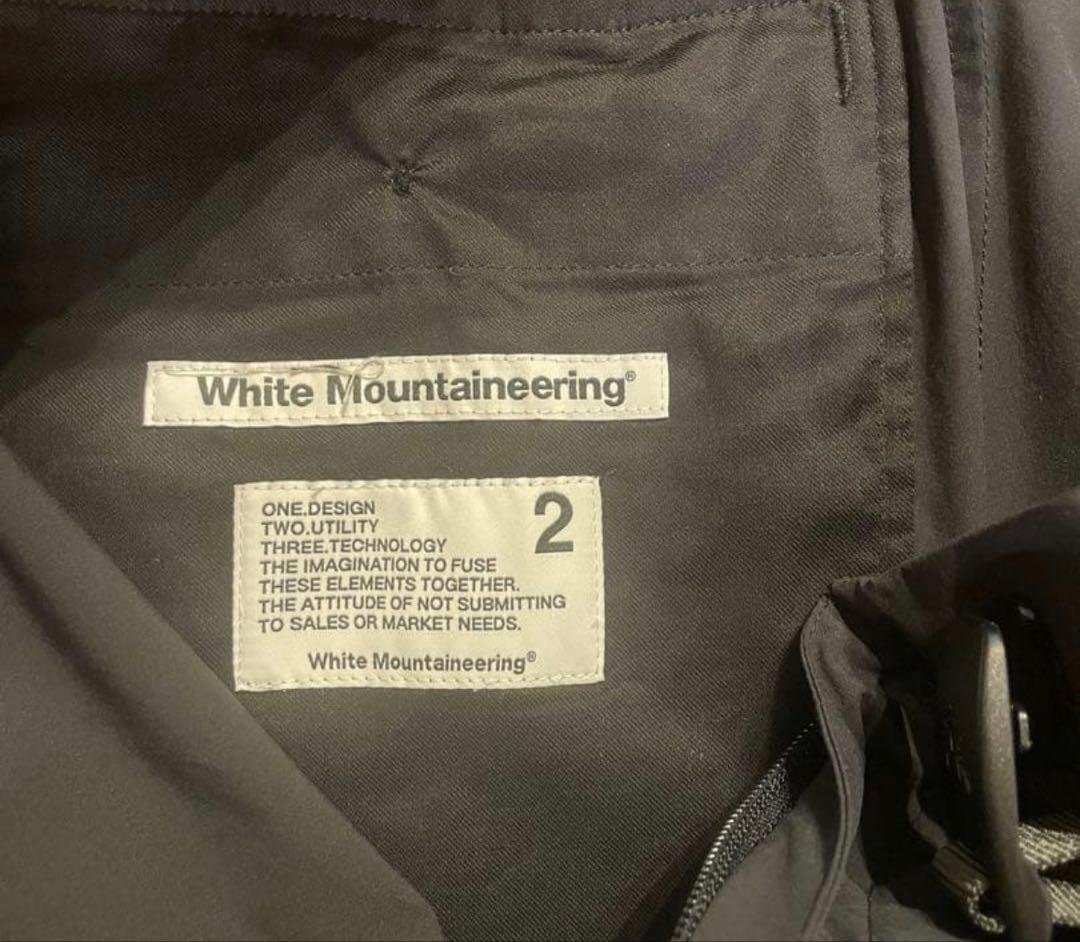 White Mountaineering®
ONE.DESIGN
2
TWO.UTILITY
THREE.TECHNOLOGY
THE IMAGINATION TO FUSE
THESE ELEMENTS TOGETHER.
THE ATTITUDE OF NOT SUBMITTING
TO SALES OR MARKET NEEDS.
White Mountaineering®